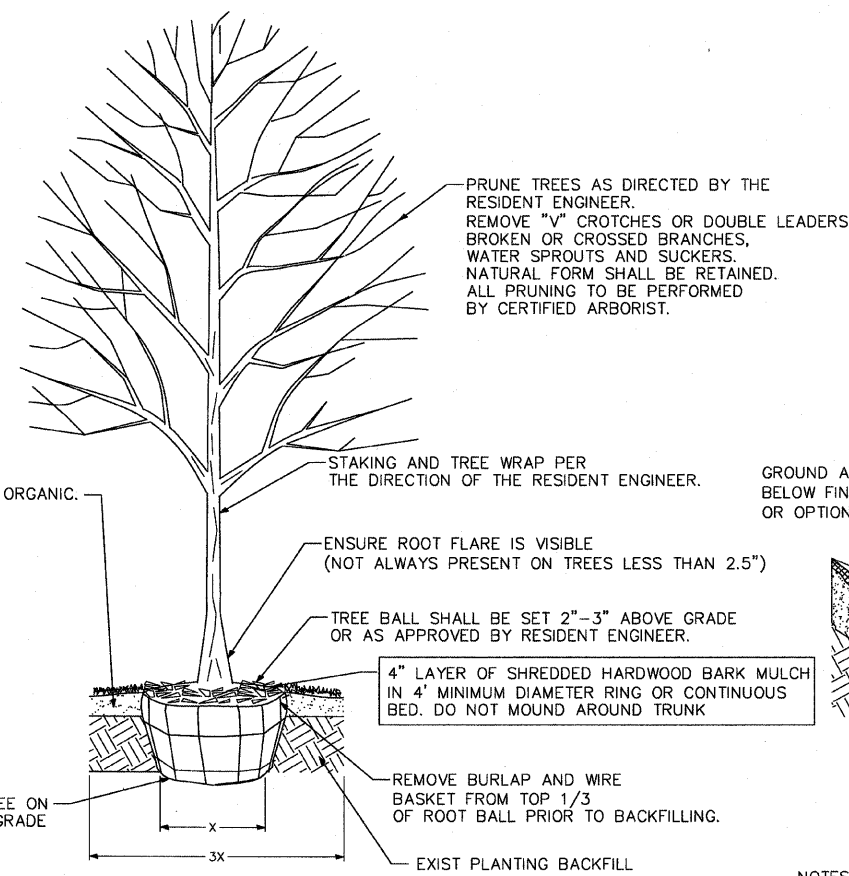 PRUNE TREES AS DIRECTED BY THE
RESIDENT ENGINEER.
REMOVE "V" CROTCHES OR DOUBLE LEADERS
BROKEN OR CROSSED BRANCHES,
WATER SPROUTS AND SUCKERS.
NATURAL FORM SHALL BE RETAINED.
ALL PRUNING TO BE PERFORMED
BY CERTIFIED ARBORIST.
STAKING AND TREE WRAP PER
THE DIRECTION OF THE RESIDENT ENGINEER.
GROUND A
BELOW FIN
OR OPTION
ORGANIC.
ENSURE ROOT FLARE IS VISIBLE
(NOT ALWAYS PRESENT ON TREES LESS THAN 2.5")
TREE BALL SHALL BE SET 2"-3" ABOVE GRADE
OR AS APPROVED BY RESIDENT ENGINEER.
4" LAYER OF SHREDDED HARDWOOD BARK MULCH
IN 4' MINIMUM DIAMETER RING OR CONTINUOUS
BED. DO NOT MOUND AROUND TRUNK
REMOVE BURLAP AND WIRE
BASKET FROM TOP 1/3
OF ROOT BALL PRIOR TO BACKFILLING.
EE ON
GRADE
X
3X
EXIST PLANTING BACKFILL
NOTES